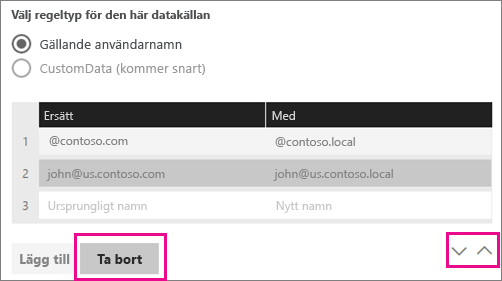 Välj regeltyp för den här datakällan
Gällande användarnamn
CustomData (kommer snart)
Ersätt Med
1 @contoso.com @contoso.local
2 john@us.contoso.com john@us.contoso.local
3 Ursprungligt namn Nytt namn
Lägg till Ta bort